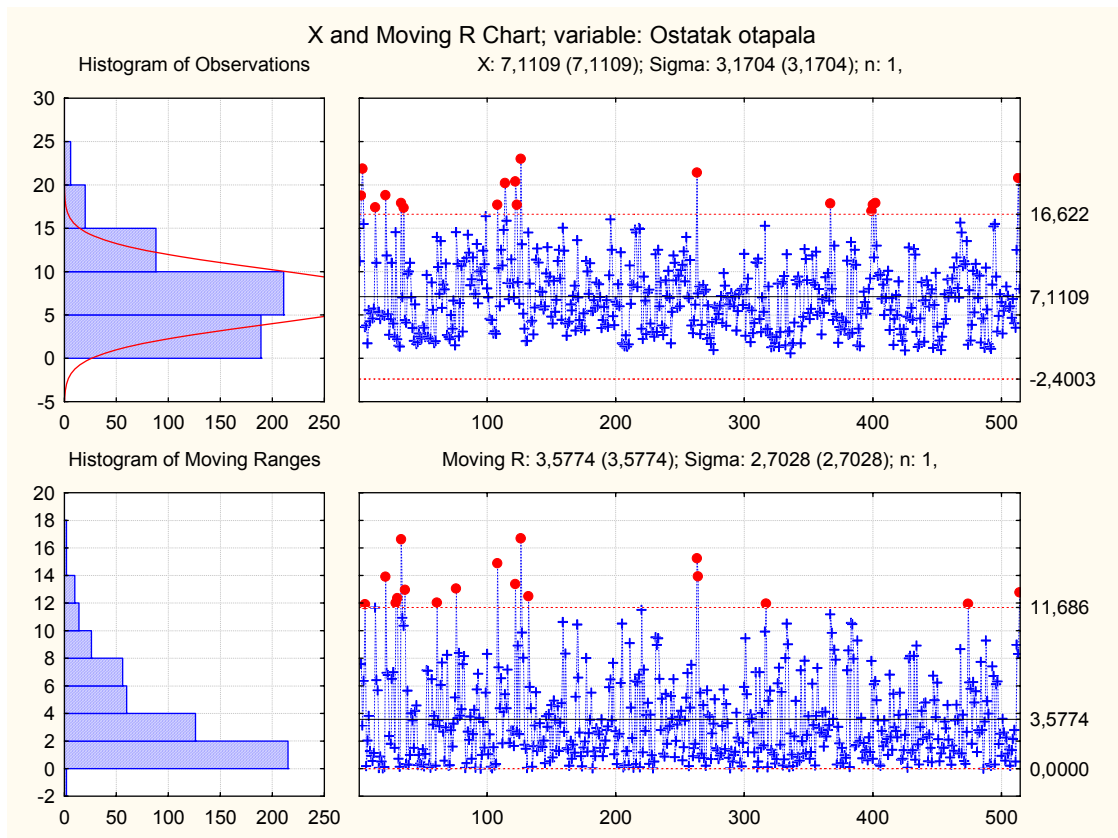 X and Moving R Chart; variable: Ostatak otapala
Histogram of Observations
X: 7,1109 (7,1109); Sigma: 3,1704 (3,1704); n: 1,
30
25
20
15
10
5
0
-5
0 50 100 150 200 250
16,622
7,1109
-2,4003
100 200 300 400 500
Histogram of Moving Ranges
Moving R: 3,5774 (3,5774); Sigma: 2,7028 (2,7028); n: 1,
20
18
16
14
12
10
8
6
4
2
0
-2
0 50 100 150 200 250
11,686
3,5774
0,0000
100 200 300 400 500